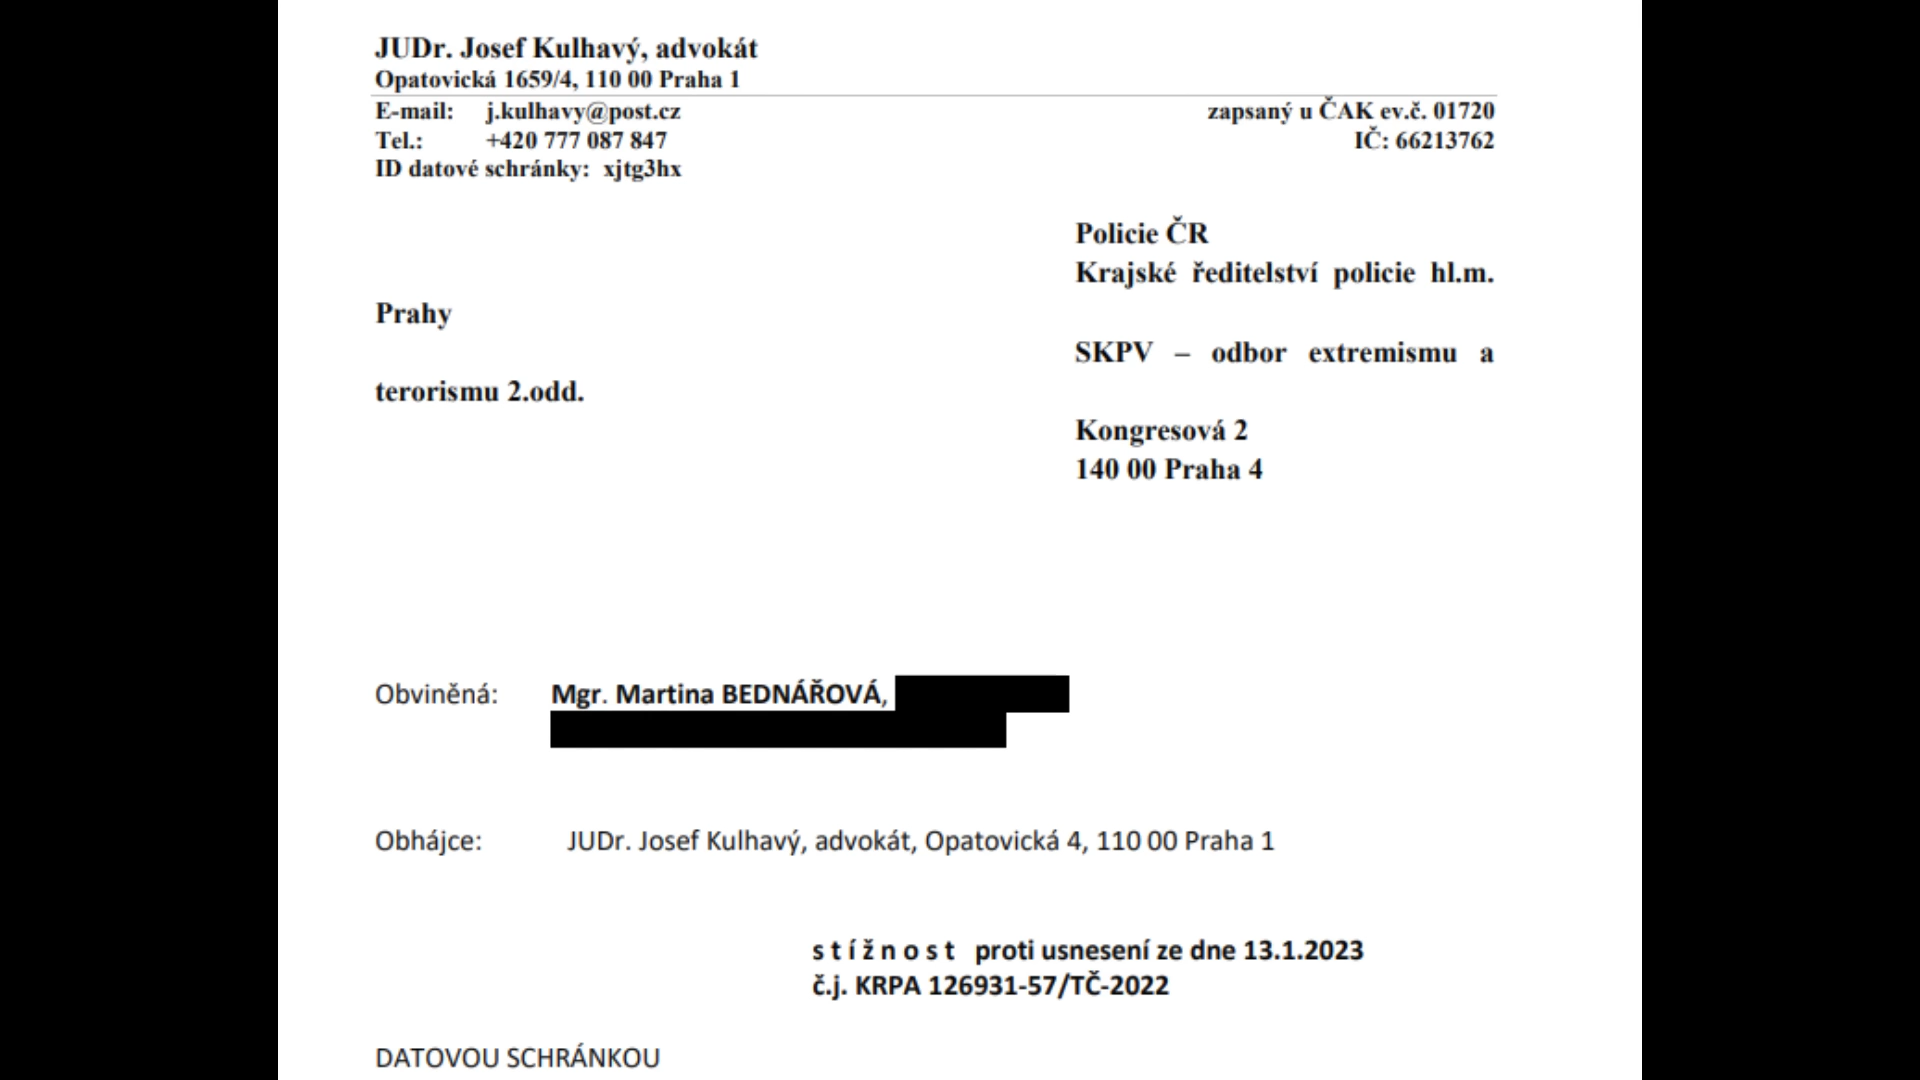 JUDr. Josef Kulhavý, advokát
Opatovická 1659/4, 110 00 Praha 1
E-mail: j.kulhavy@post.cz zapsaný u ČAK ev.č. 01720
Tel.: +420 777 087 847 IČ: 66213762
ID datové schránky: xjtg3hx
Policie ČR
Krajské ředitelství policie hl.m.
Prahy
SKPV – odbor extremismu a
terorismu 2.odd.
Kongresová 2
140 00 Praha 4
Obviněná: Mgr. Martina BEDNÁŘOVÁ,
Obhájce: JUDr. Josef Kulhavý, advokát, Opatovická 4, 110 00 Praha 1
s t í ž n o s t proti usnesení ze dne 13.1.2023
č.j. KRPA 126931-57/TČ-2022
DATOVOU SCHRÁNKOU